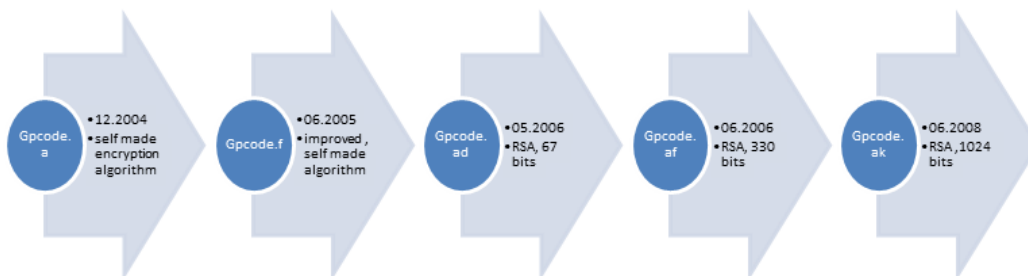 Gpcode.
a
•12.2004
•self made
encryption
algorithm
Gpcode.f
•06.2005
•improved,
self made
algorithm
Gpcode.
ad
•05.2006
•RSA, 67
bits
Gpcode.
af
•06.2006
•RSA, 330
bits
Gpcode.
ak
•06.2008
•RSA ,1024
bits